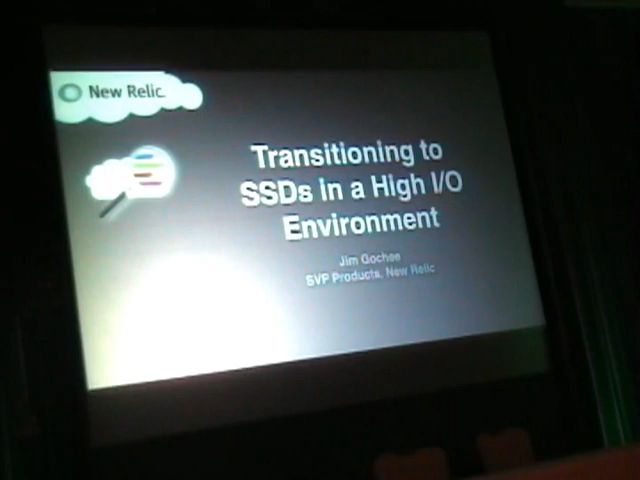 New Relic.
Transitioning to
SSDs in a High I/O
Environment
Jim Gochee
SVP Products, New Relic